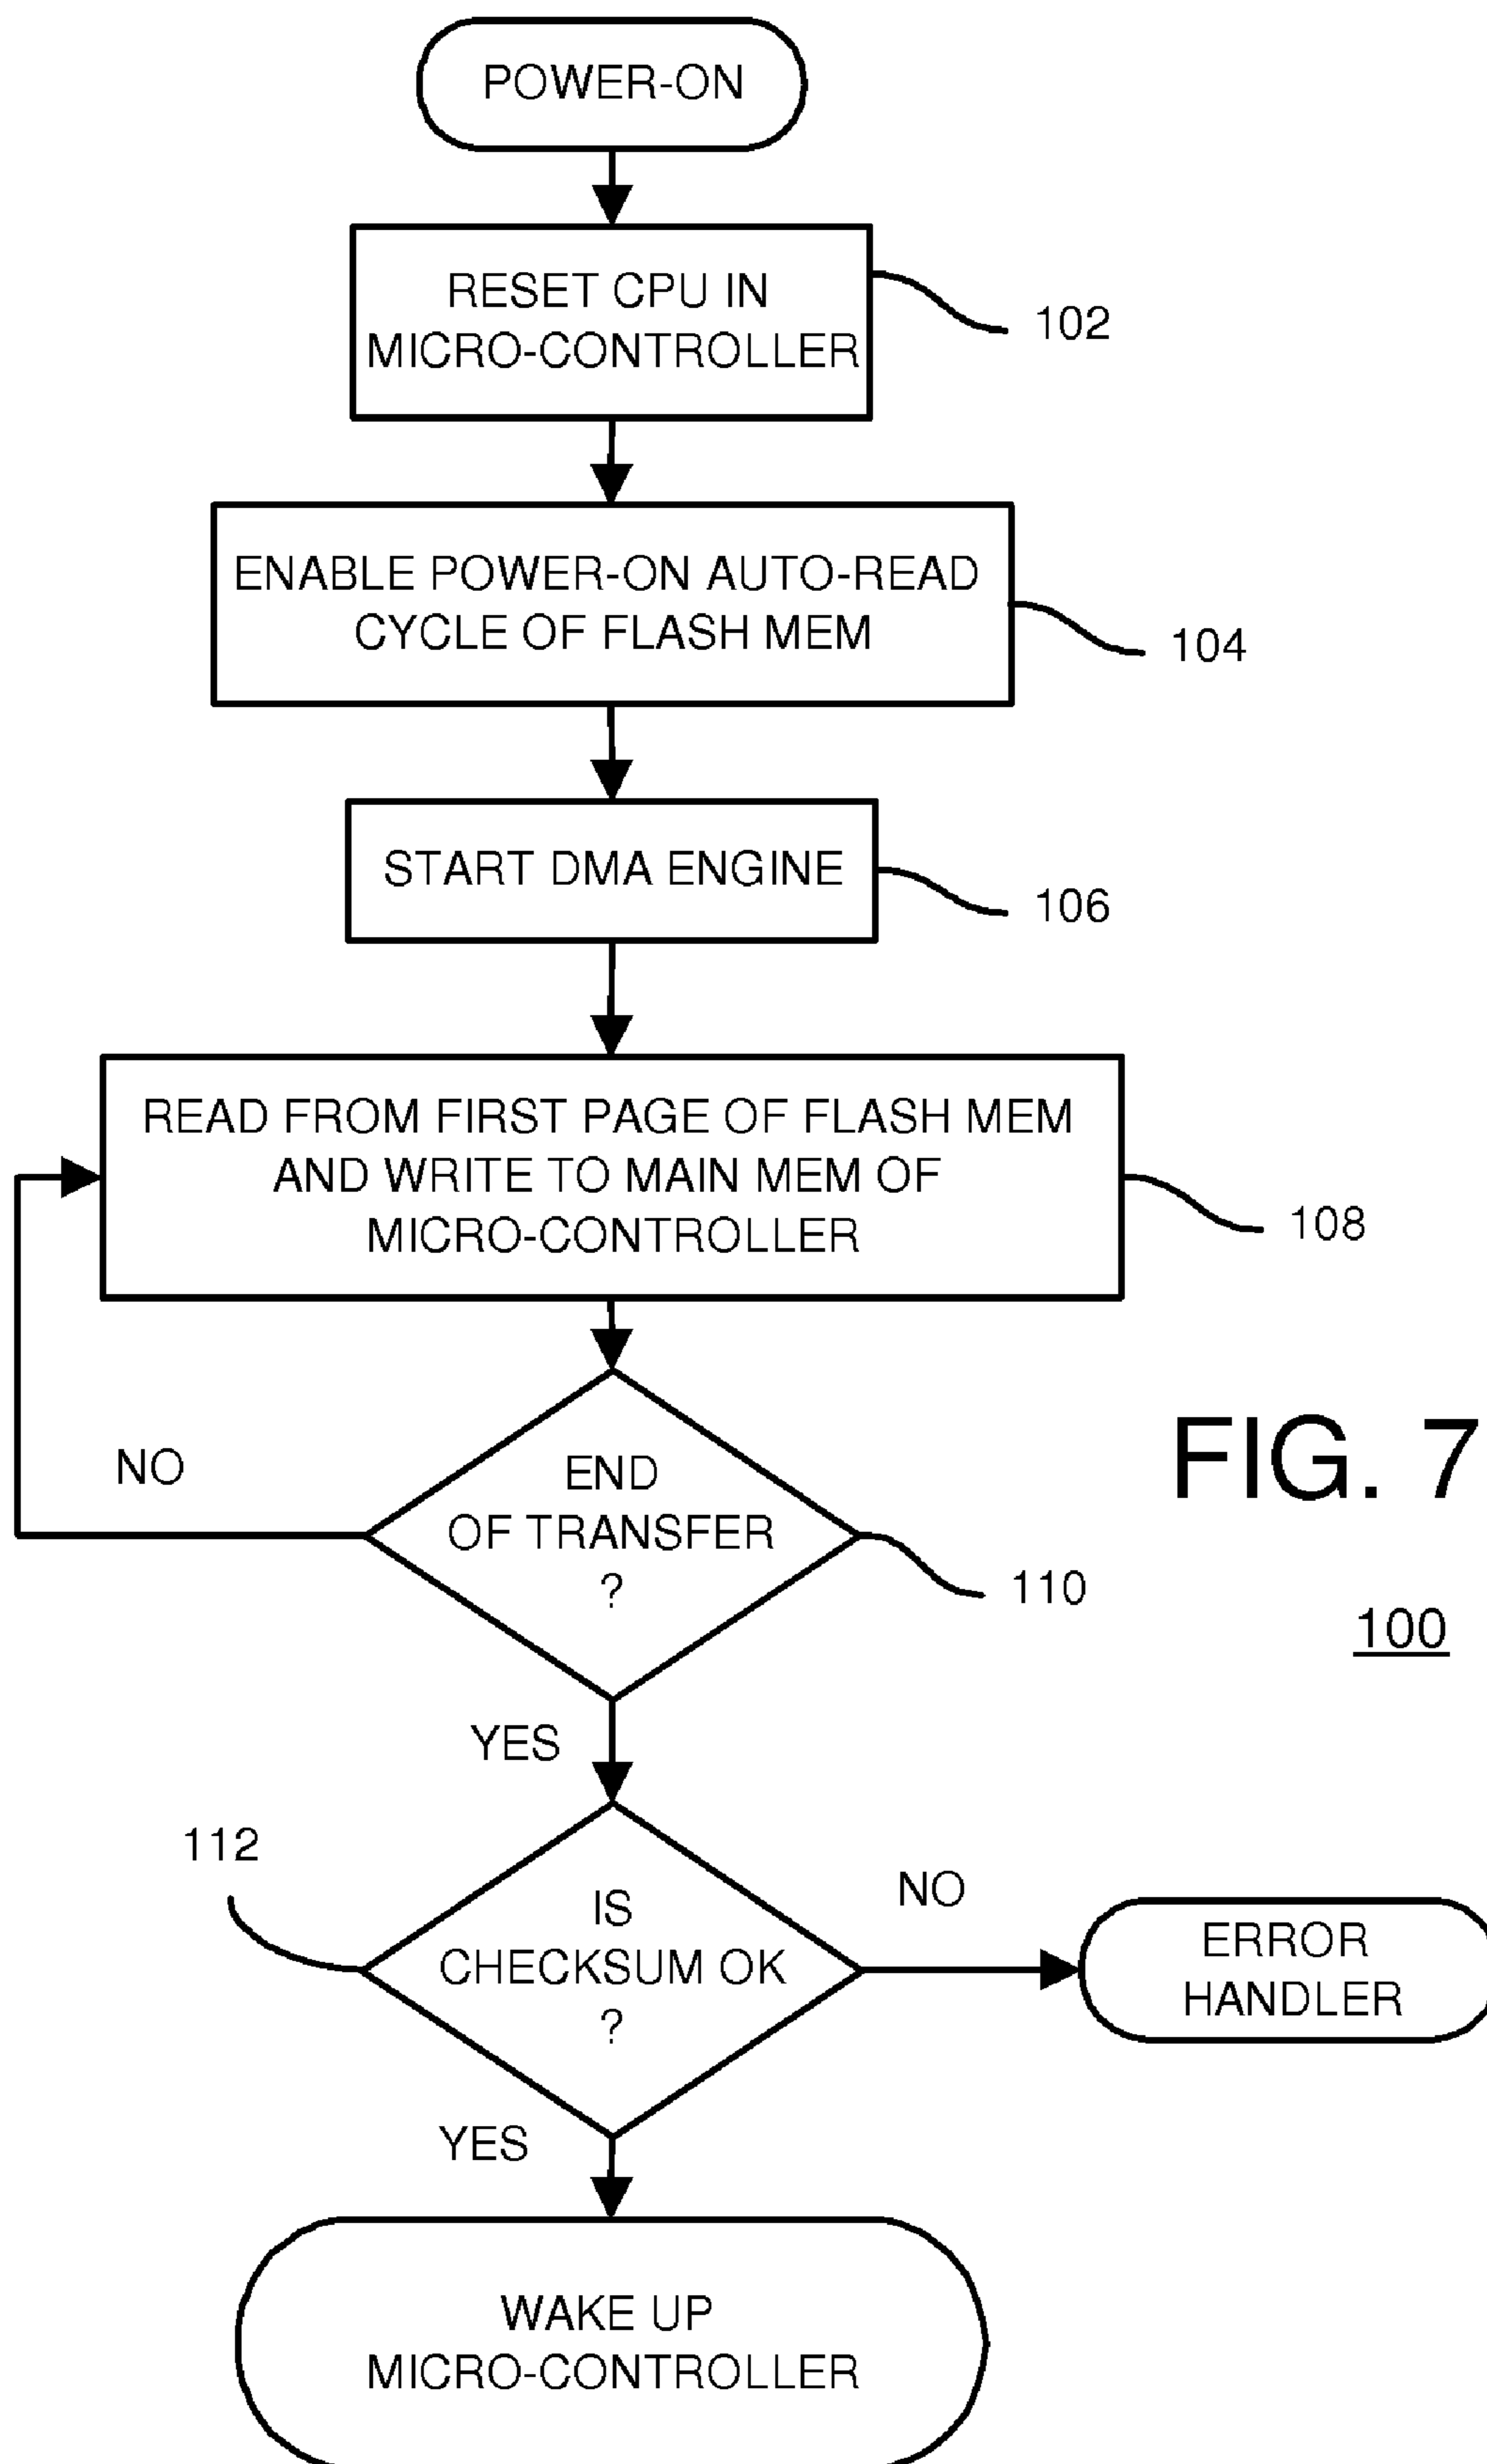 POWER-ON
RESET CPU IN
MICRO-CONTROLLER
102
ENABLE POWER-ON AUTO-READ
CYCLE OF FLASH MEM
104
START DMA ENGINE
106
READ FROM FIRST PAGE OF FLASH MEM
AND WRITE TO MAIN MEM OF
MICRO-CONTROLLER
108
NO
END
OF TRANSFER
?
110
FIG. 7
100
YES
112
IS
CHECKSUM OK
?
NO
ERROR
HANDLER
YES
WAKE UP
MICRO-CONTROLLER